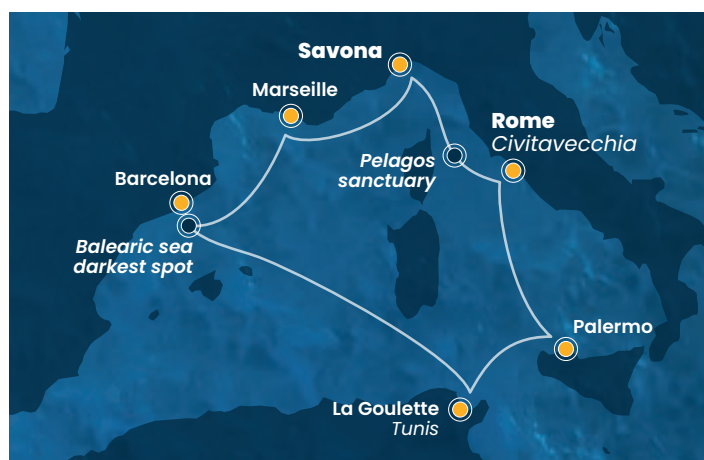 Savona
Marseille
Rome
Civitavecchia
Pelagos
sanctuary
Barcelona
Balearic sea
darkest spot
Palermo
La Goulette
Tunis